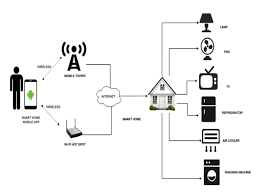 LAMP
WIRELESS
MOBILE TOWER
FAN
INTERNET
TV
SMART HOME
MOBILE APP
WIRELESS
SMART HOME
REFRIGIRATOR
WI-FI HOT SPOT
AIR COOLER
WASHING MACHINE